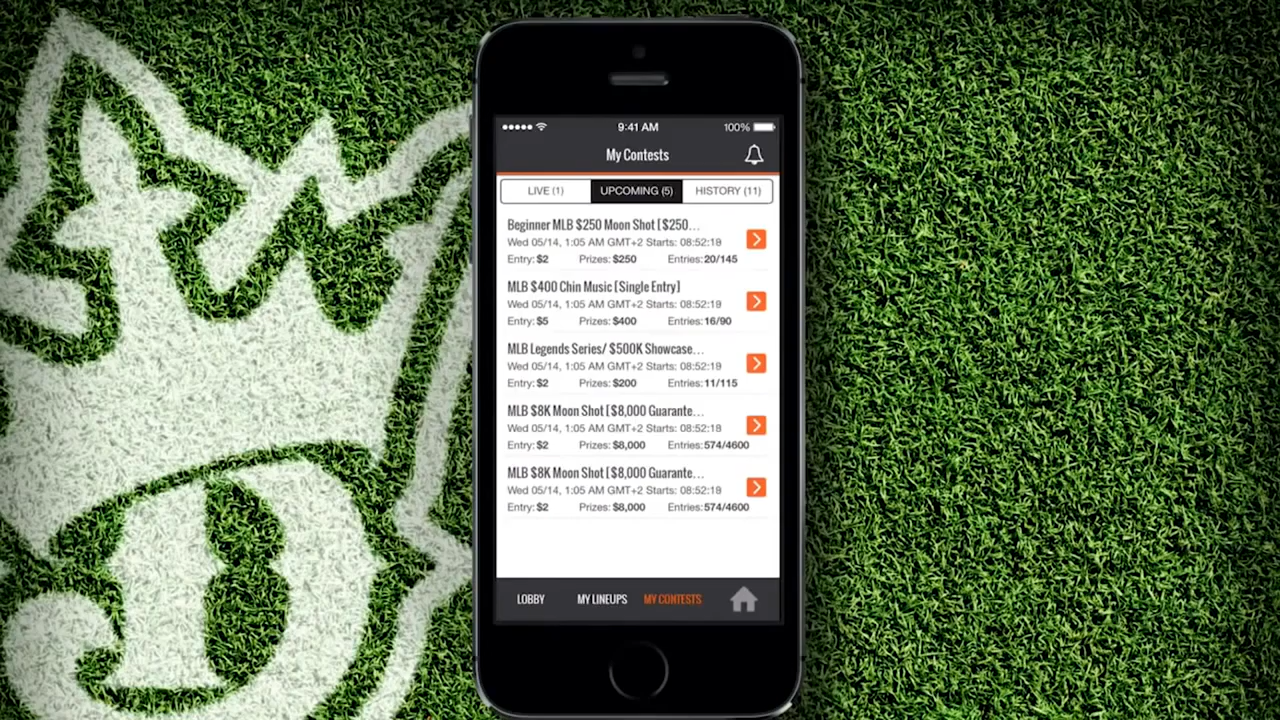 9:41 AM 100%
My Contests
LIVE (1) UPCOMING (5) HISTORY (11)
Beginner MLB $250 Moon Shot [$250...
Wed 05/14, 1:05 AM GMT+2 Starts: 08:52:19
Entry: $2 Prizes: $250 Entries: 20/145
MLB $400 Chin Music [Single Entry]
Wed 05/14, 1:05 AM GMT+2 Starts: 08:52:19
Entry: $5 Prizes: $400 Entries: 16/90
MLB Legends Series/ $500K Showcase...
Wed 05/14, 1:05 AM GMT+2 Starts: 08:52:19
Entry: $2 Prizes: $200 Entries: 11/115
MLB $8K Moon Shot [$8,000 Guarante...
Wed 05/14, 1:05 AM GMT+2 Starts: 08:52:19
Entry: $2 Prizes: $8,000 Entries: 574/4600
MLB $8K Moon Shot [$8,000 Guarante...
Wed 05/14, 1:05 AM GMT+2 Starts: 08:52:19
Entry: $2 Prizes: $8,000 Entries: 574/4600
LOBBY MY LINEUPS MY CONTESTS
D